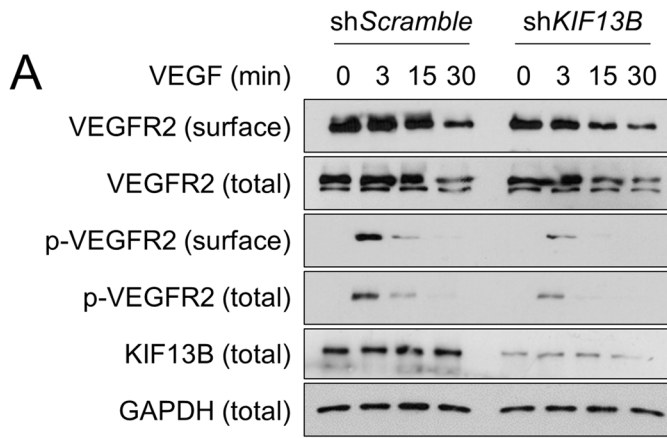 A
shScramble shKIF13B
VEGF (min) 0 3 15 30 0 3 15 30
VEGFR2 (surface)
VEGFR2 (total)
p-VEGFR2 (surface)
p-VEGFR2 (total)
KIF13B (total)
GAPDH (total)